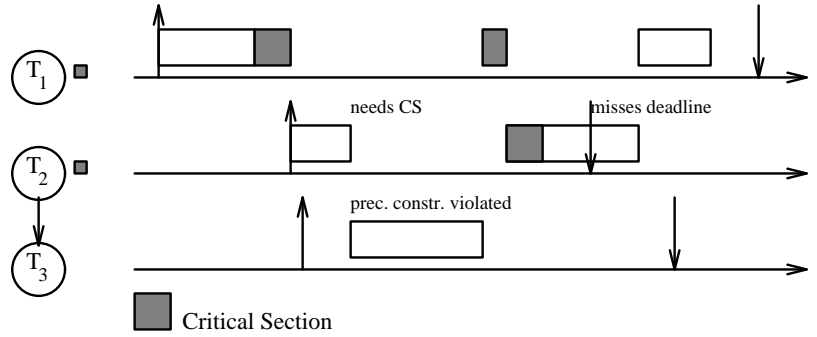 T1
needs CS
misses deadline
T2
prec. constr. violated
T3
Critical Section